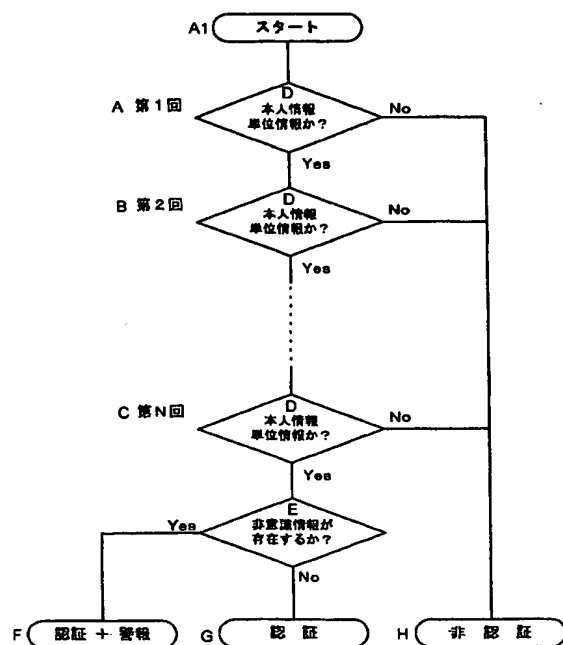 A1 スタート
D
A 第1回 本人情報 No
単位情報か？
Yes
D
B 第2回 本人情報 No
単位情報か？
Yes
D
C 第N回 本人情報 No
単位情報か？
Yes
E
Yes 非意識情報が
存在するか？
No
F 認証 + 警報 G 認証 H 非認証